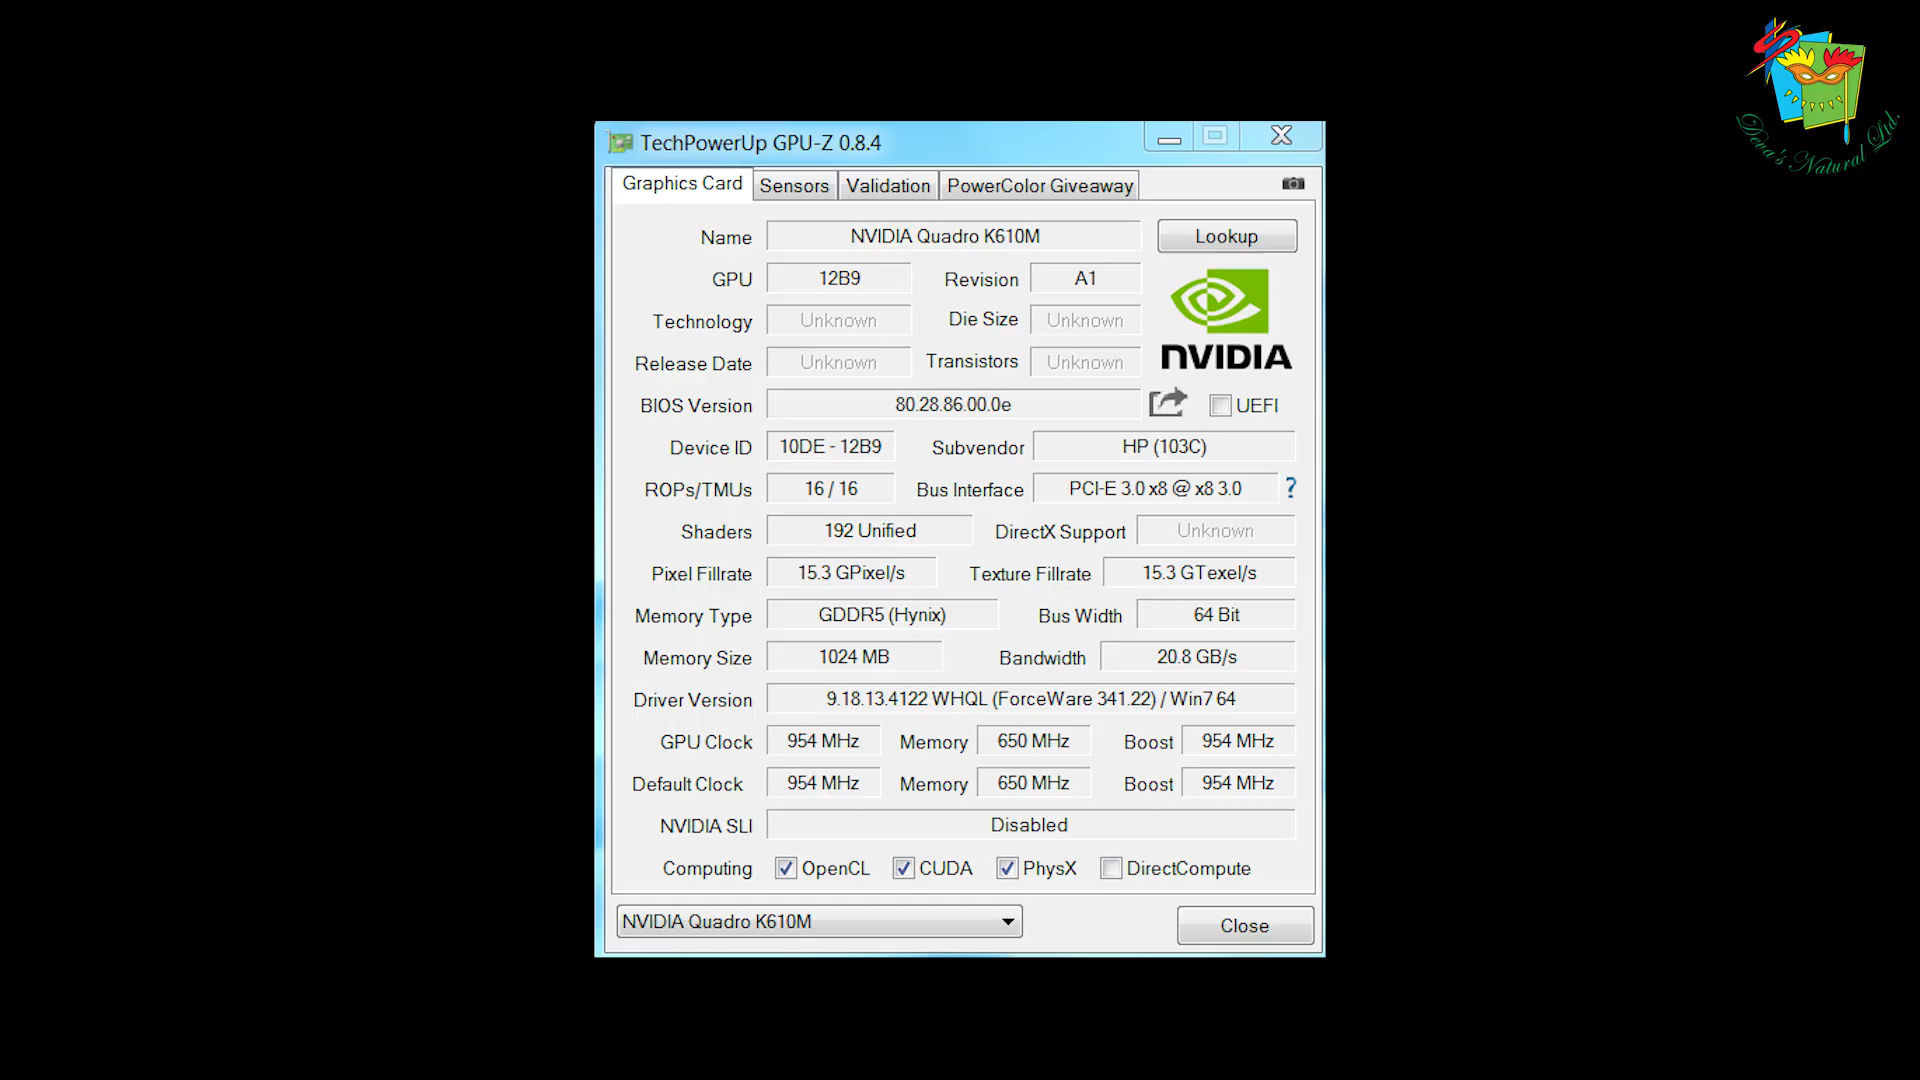 Deva's Natural Ltd.
TechPowerUp GPU-Z 0.8.4
Graphics Card Sensors Validation PowerColor Giveaway
Name NVIDIA Quadro K610M Lookup
GPU 12B9 Revision A1
Technology Unknown Die Size Unknown
NVIDIA
Release Date Unknown Transistors Unknown
BIOS Version 80.28.86.00.0e UEFI
Device ID 10DE - 12B9 Subvendor HP (103C)
ROPs/TMUs 16 / 16 Bus Interface PCI-E 3.0 x8 @ x8 3.0 ?
Shaders 192 Unified DirectX Support Unknown
Pixel Fillrate 15.3 GPixel/s Texture Fillrate 15.3 GTexel/s
Memory Type GDDR5 (Hynix) Bus Width 64 Bit
Memory Size 1024 MB Bandwidth 20.8 GB/s
Driver Version 9.18.13.4122 WHQL (ForceWare 341.22) / Win7 64
GPU Clock 954 MHz Memory 650 MHz Boost 954 MHz
Default Clock 954 MHz Memory 650 MHz Boost 954 MHz
NVIDIA SLI Disabled
Computing OpenCL CUDA PhysX DirectCompute
NVIDIA Quadro K610M Close